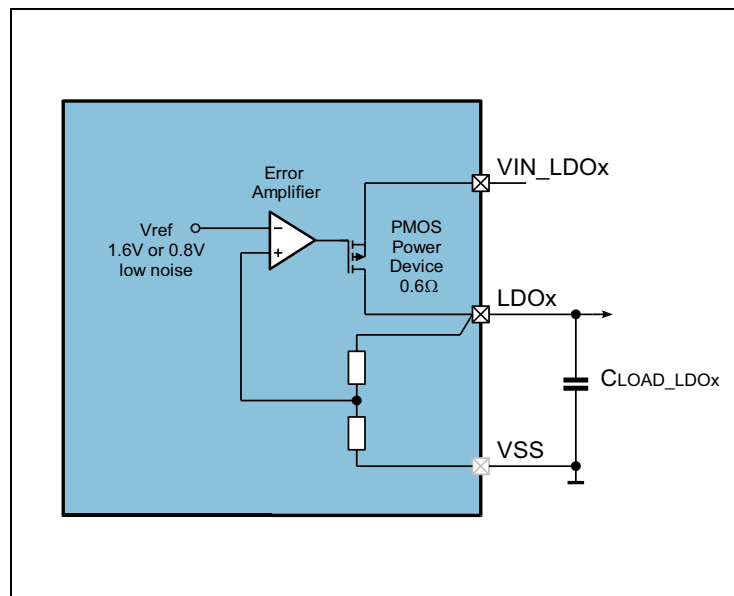 VIN_LDOx
Error
Amplifier
Vref
1.6V or 0.8V
low noise
−
+
PMOS
Power
Device
0.6Ω
LDOx
CLOAD_LDOx
VSS